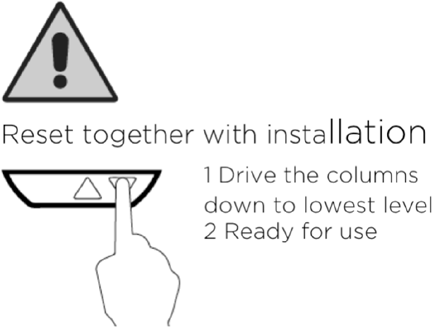 Reset together with installation
1 Drive the columns
down to lowest level
2 Ready for use